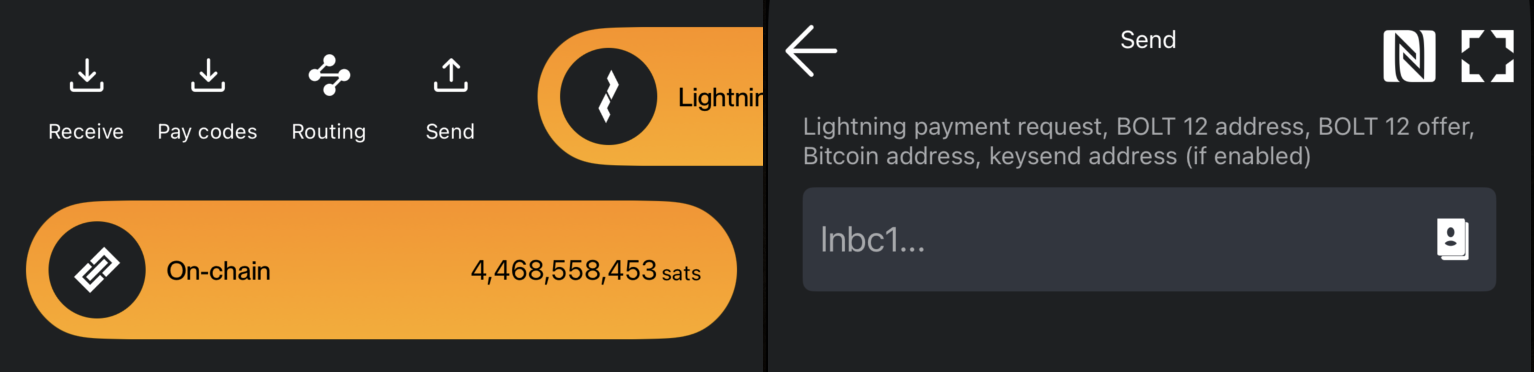 Receive
Pay codes
Routing
Send
Lightnin
On-chain
4,468,558,453 sats
Send
Lightning payment request, BOLT 12 address, BOLT 12 offer,
Bitcoin address, keysend address (if enabled)
lnbc1...